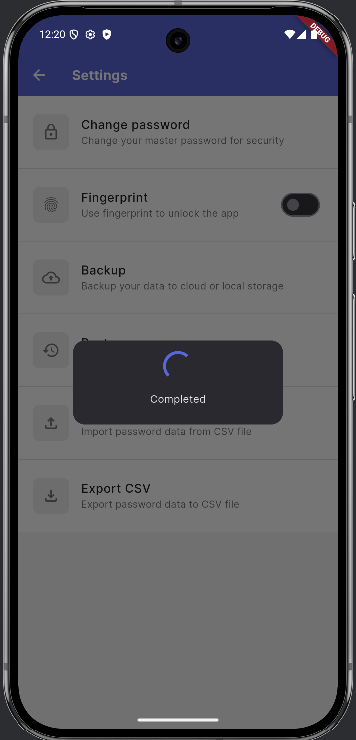 12:20
DEBUG
Settings
Change password
Change your master password for security
Fingerprint
Use fingerprint to unlock the app
Backup
Backup your data to cloud or local storage
Completed
Import password data from CSV file
Export CSV
Export password data to CSV file